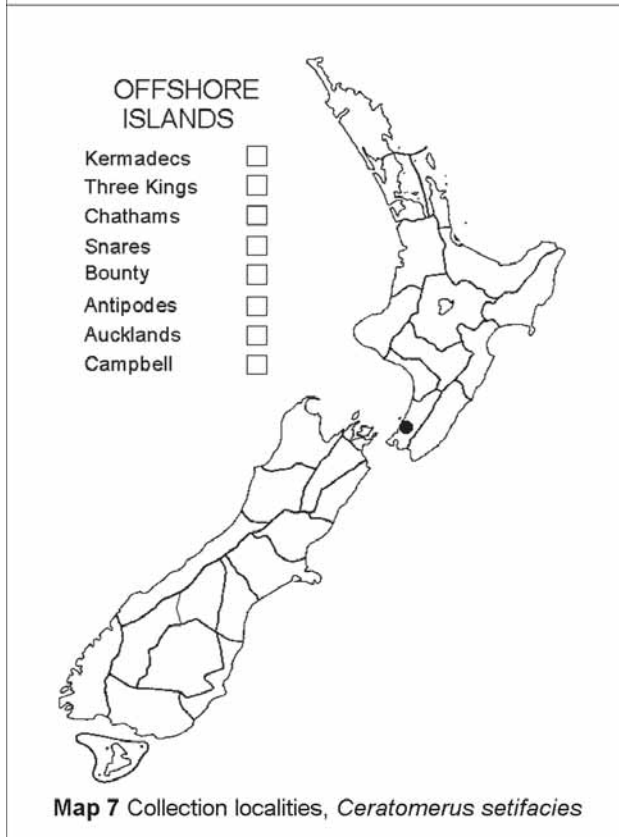 OFFSHORE
ISLANDS
Kermadecs
Three Kings
Chathams
Snares
Bounty
Antipodes
Aucklands
Campbell
Map 7 Collection localities, Ceratomerus setifacies